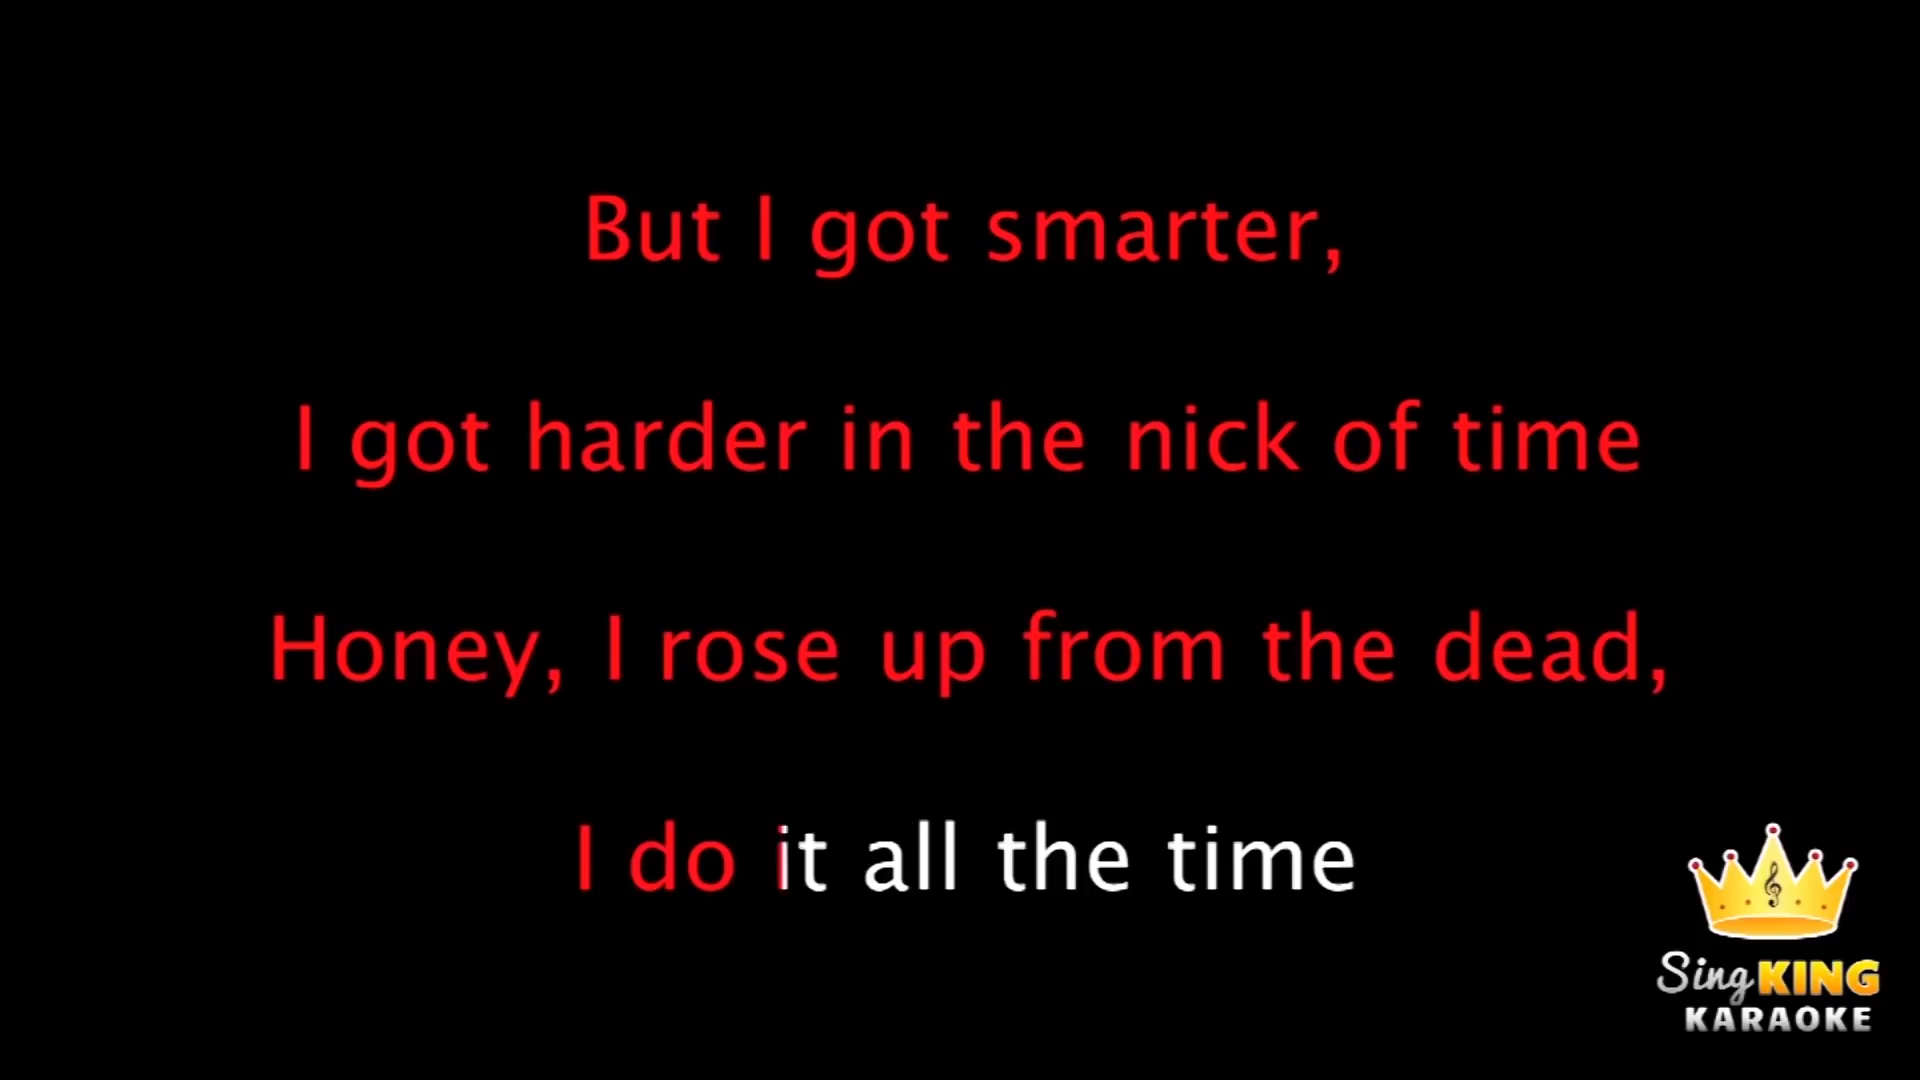 But I got smarter,
I got harder in the nick of time
Honey, I rose up from the dead,
I do it all the time
Sing KING
KARAOKE